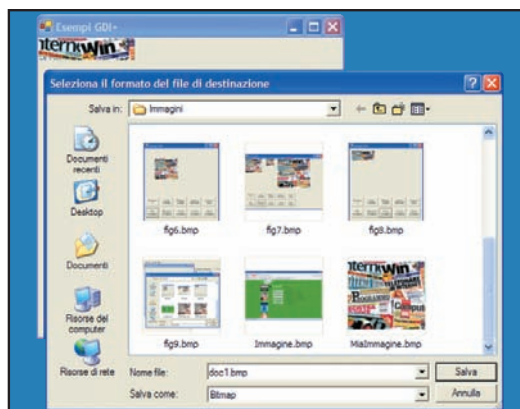 Esempi GDI+
Seleziona il formato del file di destinazione
Salva in:
Immagini
Documenti
recenti
Desktop
Documenti
Risorse del
computer
Risorse di rete
fig6.bmp
fig7.bmp
fig8.bmp
fig9.bmp
Immagine.bmp
MiaImmagine.bmp
Nome file:
doc1.bmp
Salva
Salva come:
Bitmap
Annulla